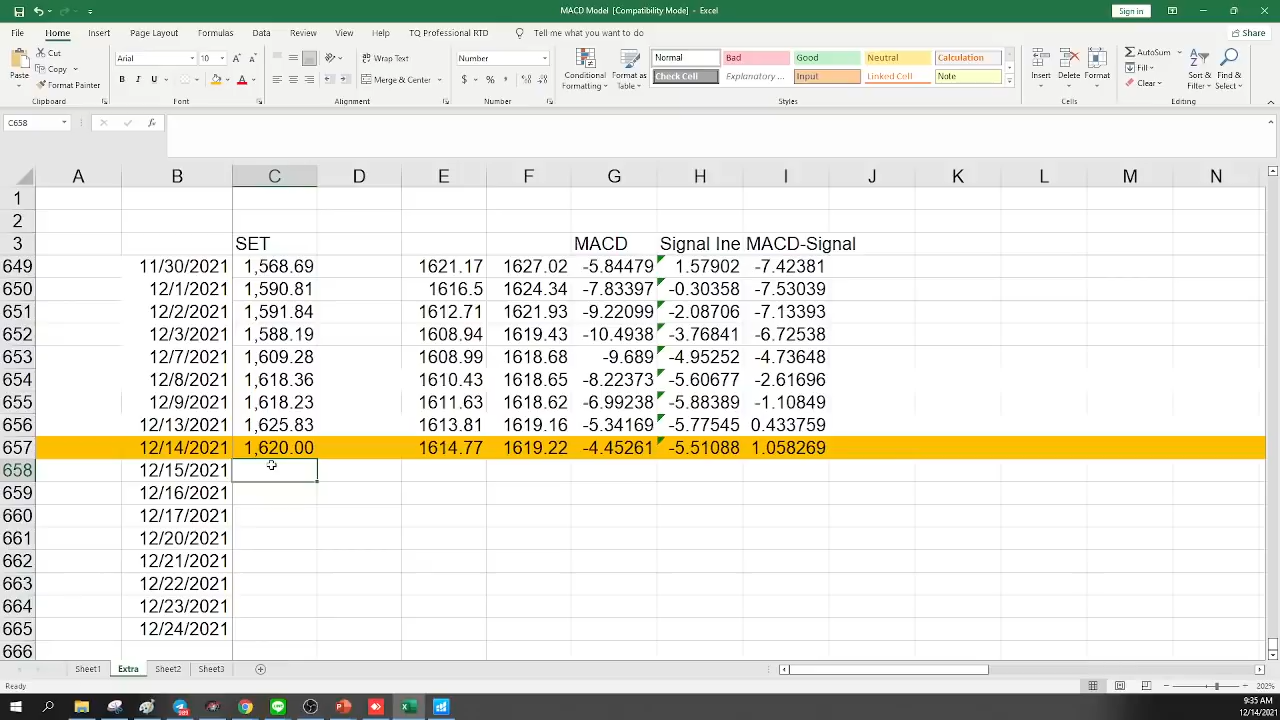 MACD Model [Compatibility Mode] - Excel
Sign in
File Home Insert Page Layout Formulas Data Review View Help TQ Professional RTD Tell me what you want to do Share
Paste Cut Copy Format Painter Clipboard
Arial 10 Font
Wrap Text Merge & Center Alignment
Number Number
Conditional Formatting Format as Table
Normal Bad Good Neutral Calculation
Check Cell Explanatory ... Input Linked Cell Note
Styles
Insert Delete Format Cells
AutoSum Fill Clear Sort & Filter Find & Select Editing
C658
A B C D E F G H I J K L M N
1
2
3 SET MACD Signal lne MACD-Signal
649 11/30/2021 1,568.69 1621.17 1627.02 -5.84479 1.57902 -7.42381
650 12/1/2021 1,590.81 1616.5 1624.34 -7.83397 -0.30358 -7.53039
651 12/2/2021 1,591.84 1612.71 1621.93 -9.22099 -2.08706 -7.13393
652 12/3/2021 1,588.19 1608.94 1619.43 -10.4938 -3.76841 -6.72538
653 12/7/2021 1,609.28 1608.99 1618.68 -9.689 -4.95252 -4.73648
654 12/8/2021 1,618.36 1610.43 1618.65 -8.22373 -5.60677 -2.61696
655 12/9/2021 1,618.23 1611.63 1618.62 -6.99238 -5.88389 -1.10849
656 12/13/2021 1,625.83 1613.81 1619.16 -5.34169 -5.77545 0.433759
657 12/14/2021 1,620.00 1614.77 1619.22 -4.45261 -5.51088 1.058269
658 12/15/2021
659 12/16/2021
660 12/17/2021
661 12/20/2021
662 12/21/2021
663 12/22/2021
664 12/23/2021
665 12/24/2021
666
Sheet1 Extra Sheet2 Sheet3
Ready 202%
9:35 AM
12/14/2021